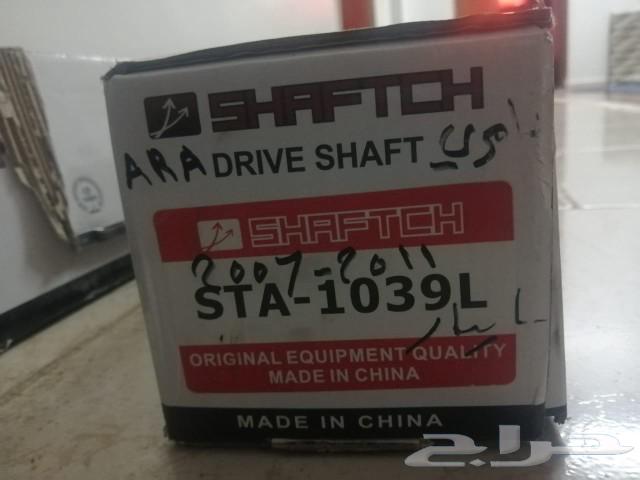 SHAFTCH
ARA DRIVE SHAFT
SHAFTCH
2007-2011
STA-1039L
يسار
ORIGINAL EQUIPMENT QUALITY
MADE IN CHINA
MADE IN CHINA
حراج